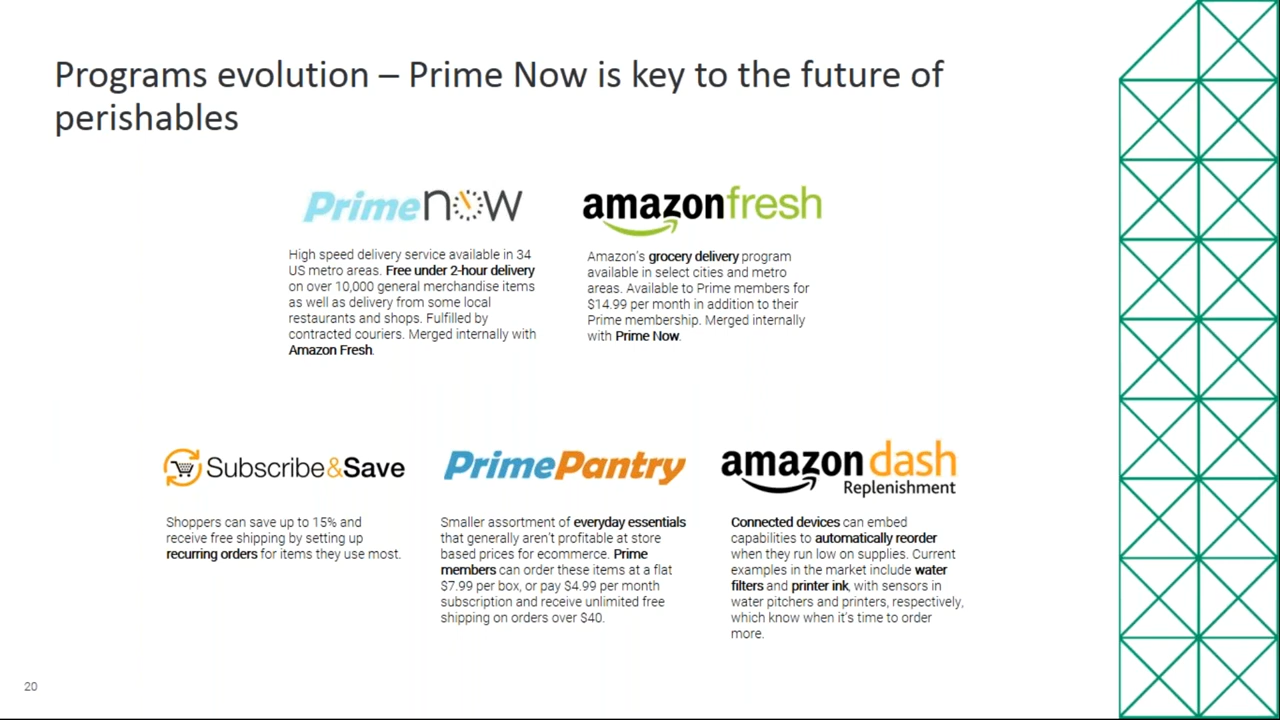 Programs evolution – Prime Now is key to the future of
perishables
Prime now
amazonfresh
High speed delivery service available in 34
US metro areas. Free under 2-hour delivery
on over 10,000 general merchandise items
as well as delivery from some local
restaurants and shops. Fulfilled by
contracted couriers. Merged internally with
Amazon Fresh.
Amazon's grocery delivery program
available in select cities and metro
areas. Available to Prime members for
$14.99 per month in addition to their
Prime membership. Merged internally
with Prime Now.
Subscribe&Save
PrimePantry
amazon dash
Replenishment
Shoppers can save up to 15% and
receive free shipping by setting up
recurring orders for items they use most.
Smaller assortment of everyday essentials
that generally aren't profitable at store
based prices for ecommerce. Prime
members can order these items at a flat
$7.99 per box, or pay $4.99 per month
subscription and receive unlimited free
shipping on orders over $40.
Connected devices can embed
capabilities to automatically reorder
when they run low on supplies. Current
examples in the market include water
filters and printer ink, with sensors in
water pitchers and printers, respectively,
which know when it's time to order
more.
20